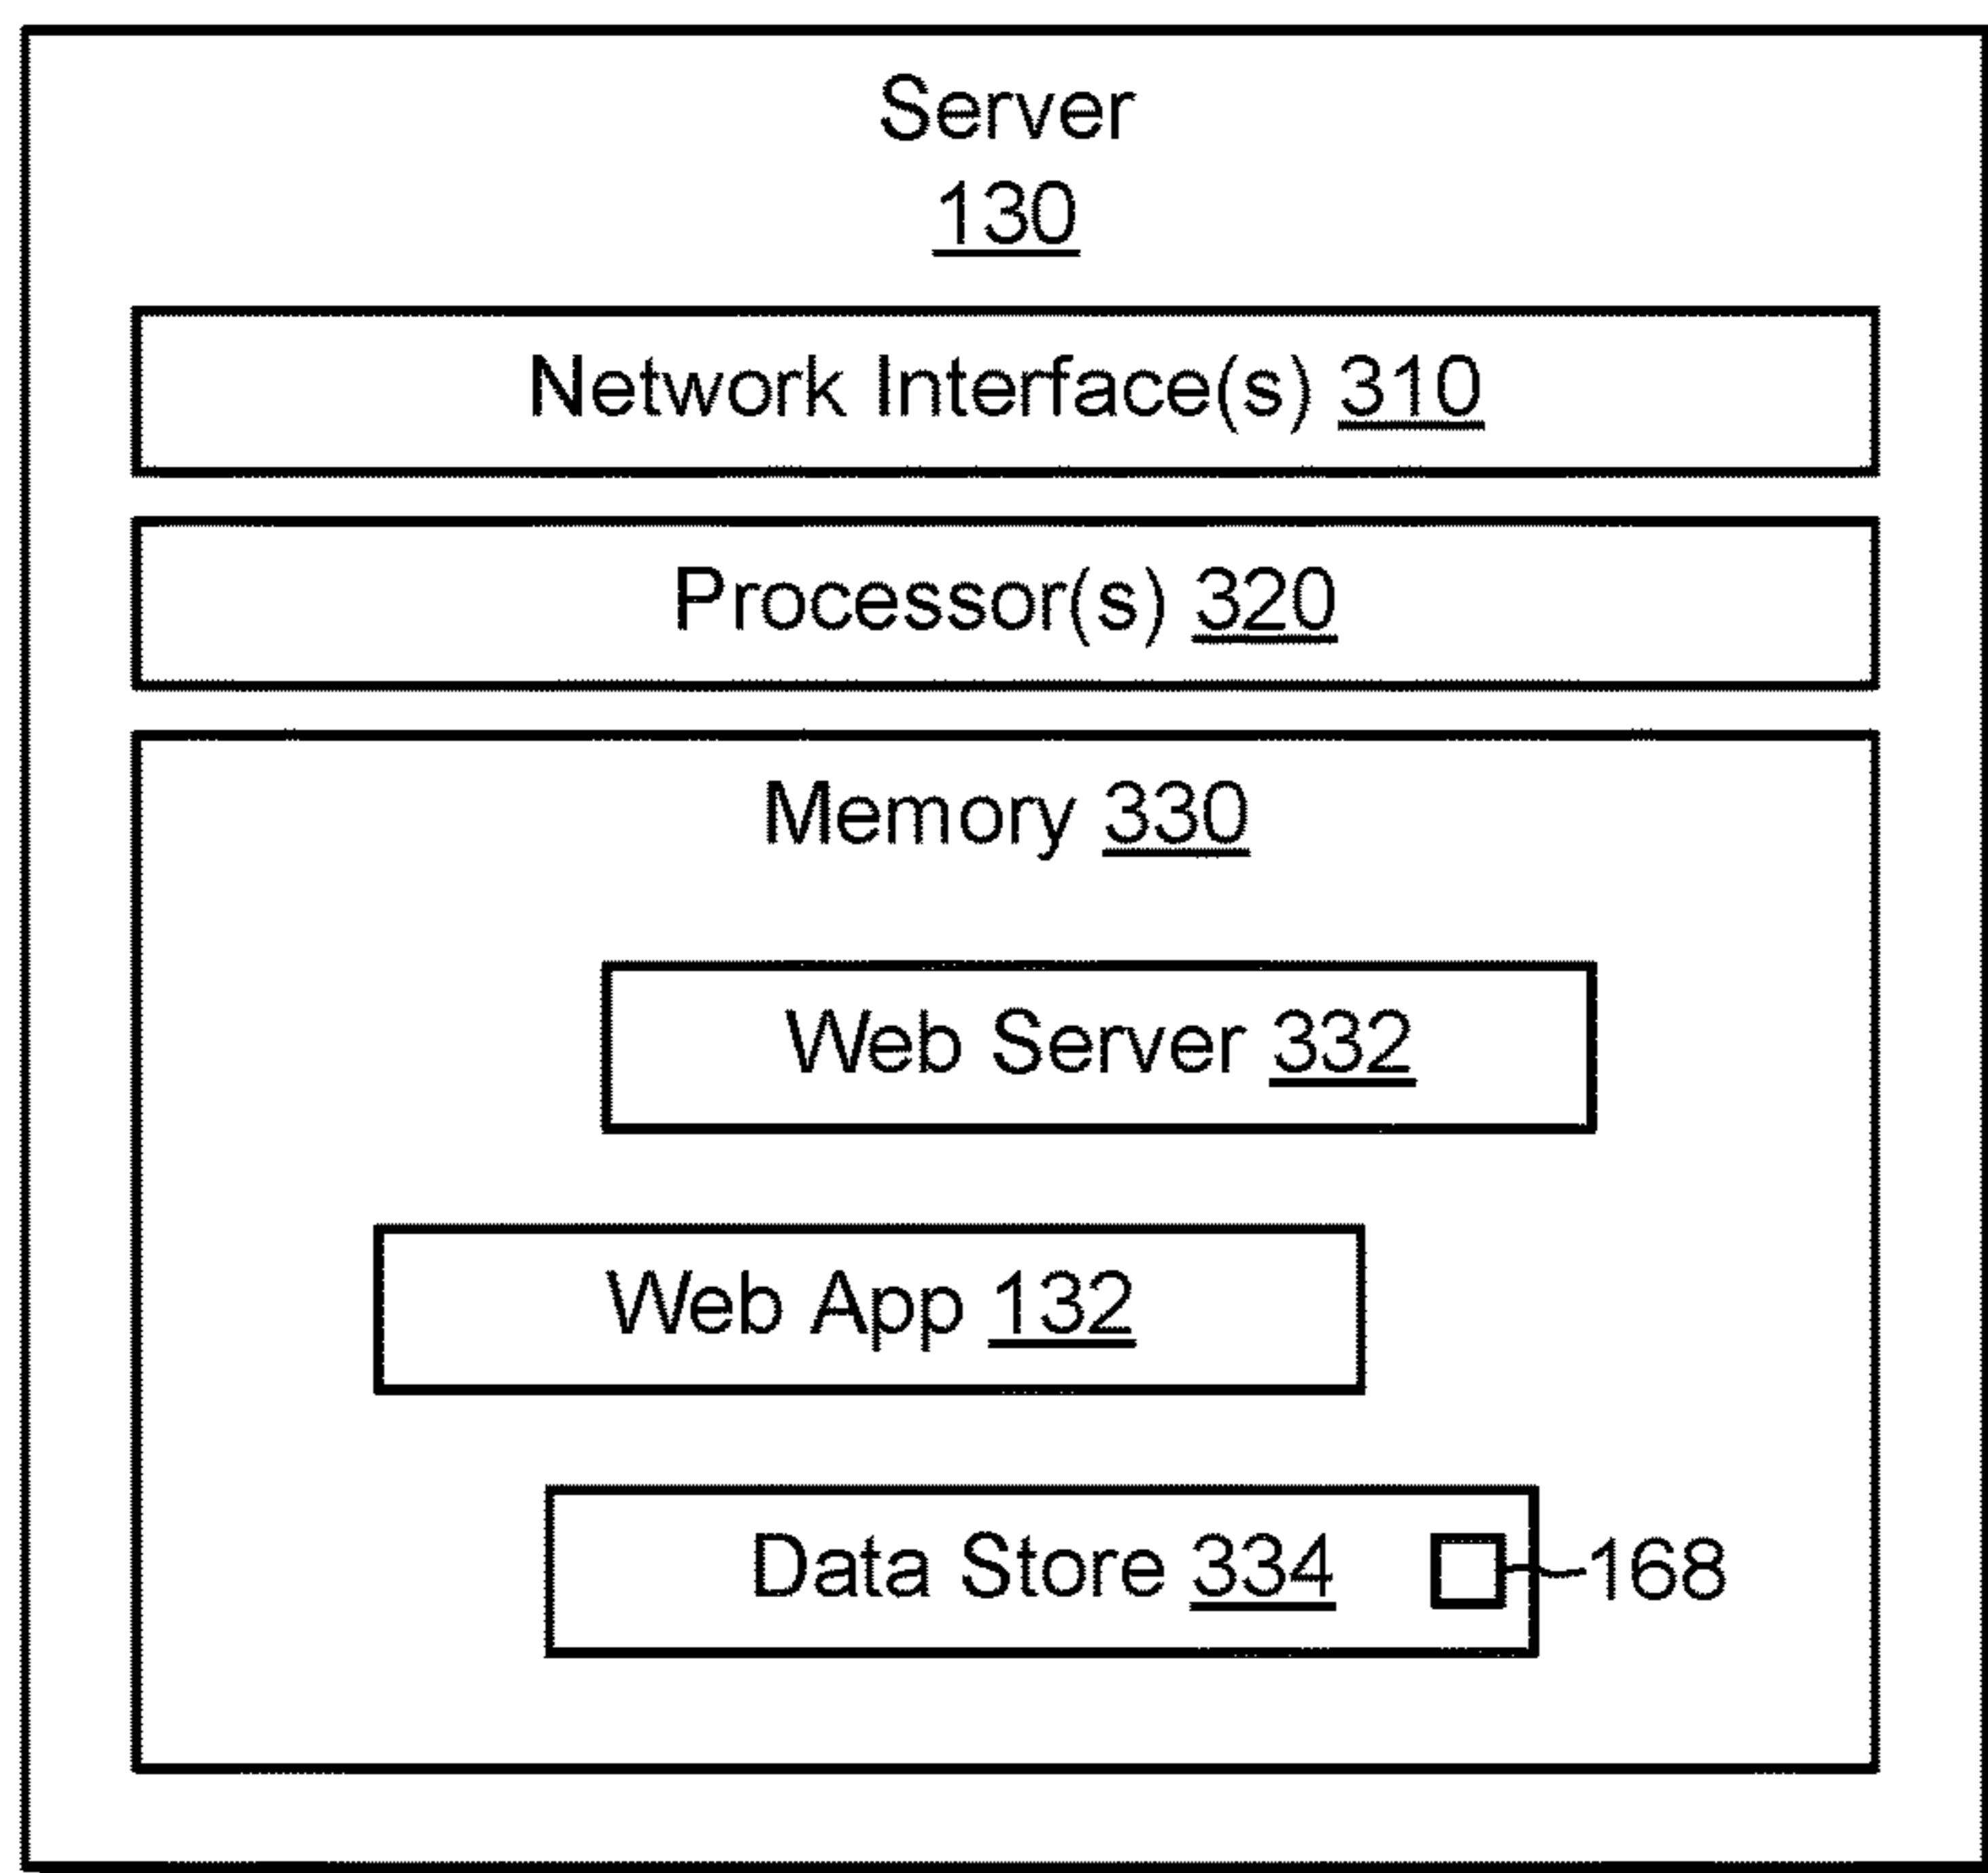 Server
130
Network Interface(s) 310
Processor(s) 320
Memory 330
Web Server 332
Web App 132
Data Store 334
168